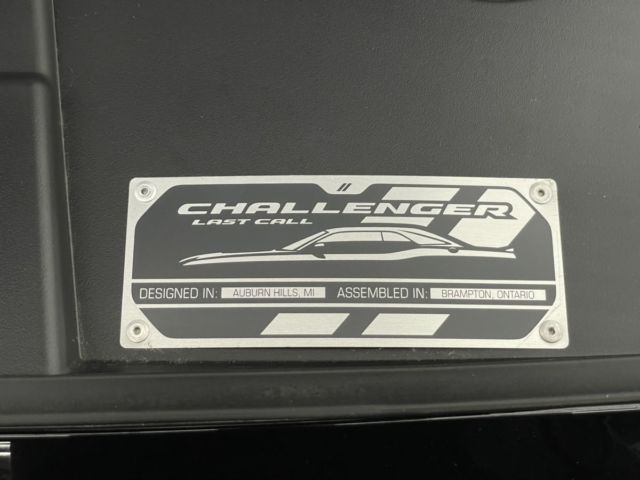 CHALLENGER
LAST CALL
DESIGNED IN: AUBURN HILLS, MI ASSEMBLED IN: BRAMPTON, ONTARIO